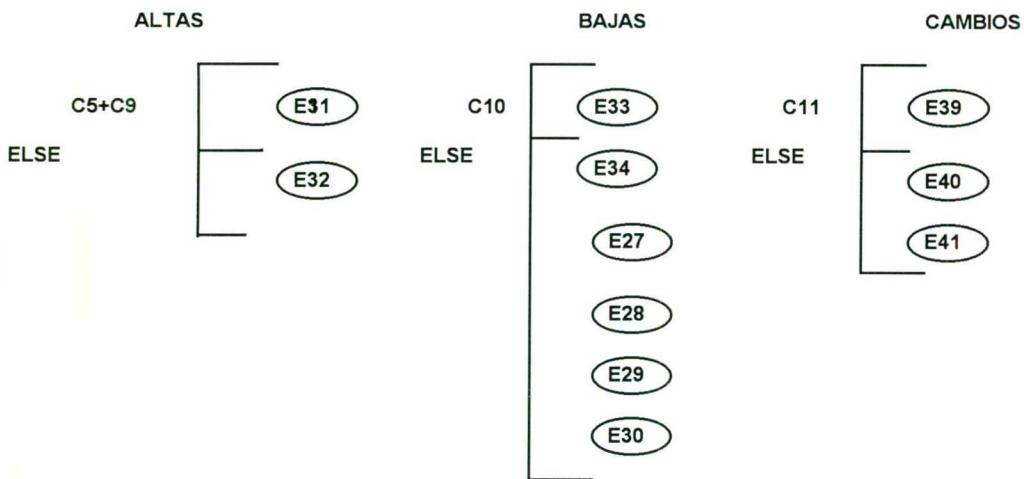 ALTAS BAJAS CAMBIOS
C5+C9 E31 C10 E33 C11 E39
ELSE E32 ELSE E34 ELSE E40
E27 E41
E28
E29
E30